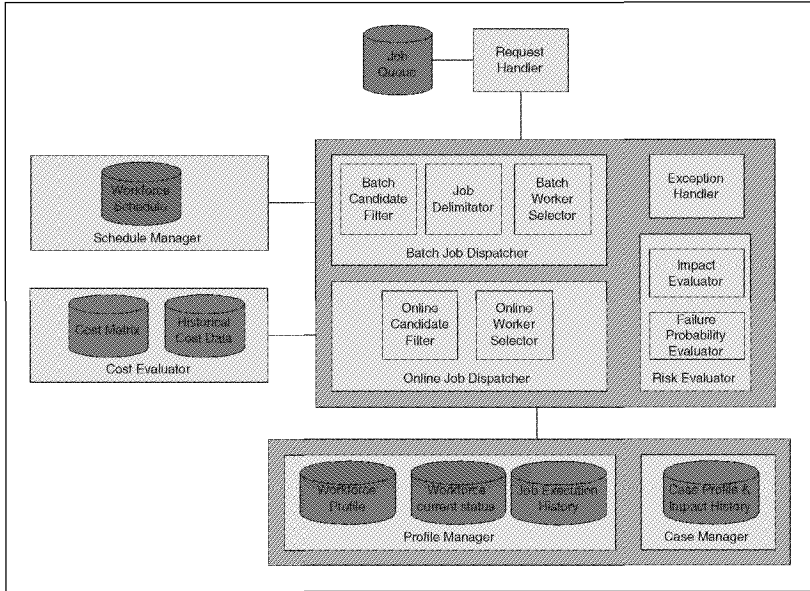 Job
Queue
Request
Handler
Workforce
Schedule
Schedule Manager
Batch
Candidate
Filter
Job
Delimitator
Batch
Worker
Selector
Batch Job Dispatcher
Exception
Handler
Cost Matrix
Historical
Cost Data
Cost Evaluator
Online
Candidate
Filter
Online
Worker
Selector
Online Job Dispatcher
Impact
Evaluator
Failure
Probability
Evaluator
Risk Evaluator
Workforce
Profile
Workforce
current status
Job Execution
History
Profile Manager
Case Profile &
Impact History
Case Manager